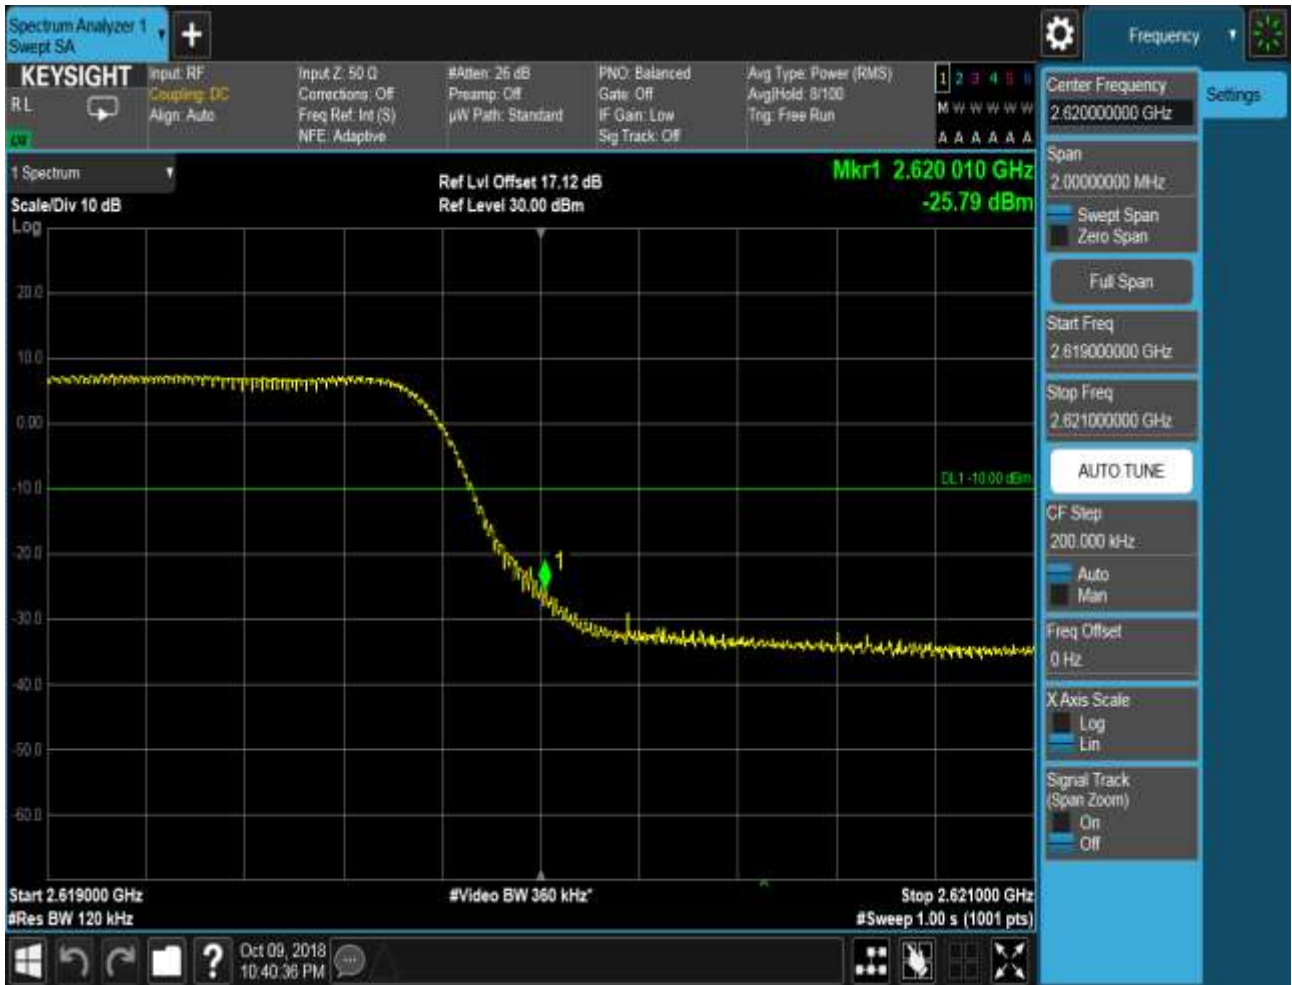 Spectrum Analyzer 1
Swept SA
+
Frequency
KEYSIGHT
R L
Input: RF
Coupling: DC
Align: Auto
Input Z: 50 Ω
Corrections: Off
Freq Ref: Int (S)
NFE: Adaptive
#Atten: 26 dB
Preamp: Off
µW Path: Standard
PNO: Balanced
Gate: Off
IF Gain: Low
Sig Track: Off
Avg Type: Power (RMS)
Avg|Hold: 8/100
Trig: Free Run
1 2 3 4 5 6
M W W W W W
A A A A A A
1 Spectrum
Scale/Div 10 dB
Log
Ref Lvl Offset 17.12 dB
Ref Level 30.00 dBm
Mkr1 2.620 010 GHz
-25.79 dBm
20.0
10.0
0.00
-10.0
-20.0
-30.0
-40.0
-50.0
-60.0
DL1 -10.00 dBm
1
Start 2.619000 GHz
#Res BW 120 kHz
#Video BW 360 kHz*
Stop 2.621000 GHz
#Sweep 1.00 s (1001 pts)
Center Frequency
2.620000000 GHz
Settings
Span
2.00000000 MHz
Swept Span
Zero Span
Full Span
Start Freq
2.619000000 GHz
Stop Freq
2.621000000 GHz
AUTO TUNE
CF Step
200.000 kHz
Auto
Man
Freq Offset
0 Hz
X Axis Scale
Log
Lin
Signal Track
(Span Zoom)
On
Off
?
Oct 09, 2018
10:40:36 PM